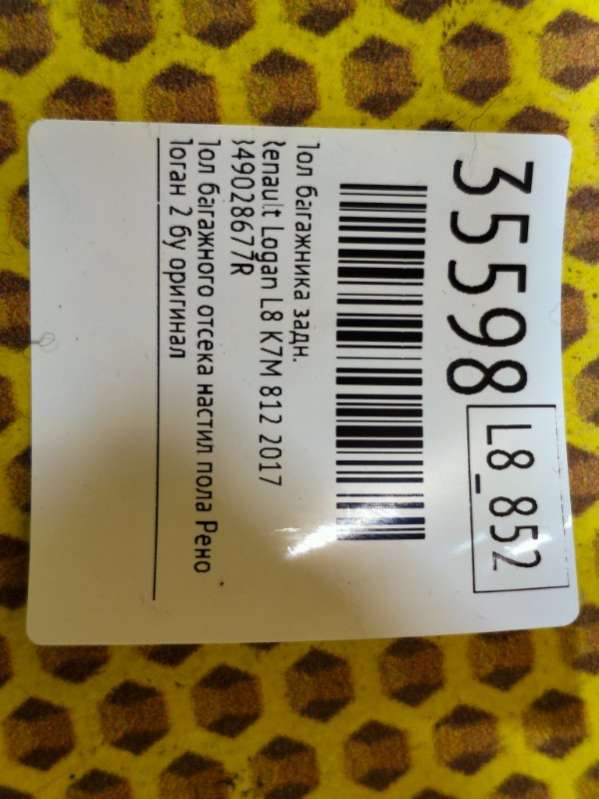 35598
L8_852
Пол багажника задн.
Renault Logan L8 K7M 812 2017
849028677R
Пол багажного отсека настил пола Рено
Логан 2 бу оригинал